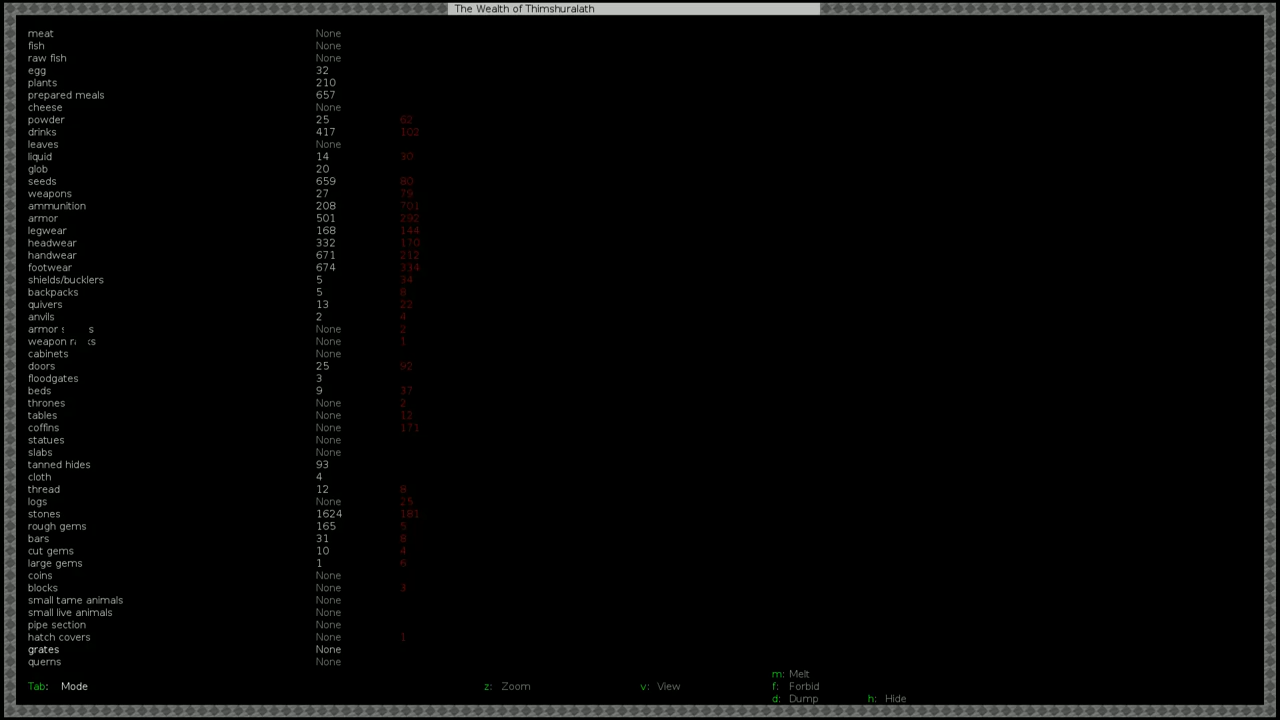 The Wealth of Thimshuralath
meat None
fish None
raw fish None
egg 32
plants 210
prepared meals 657
cheese None
powder 25 62
drinks 417 102
leaves None
liquid 14 30
glob 20
seeds 659 80
weapons 27 79
ammunition 208 701
armor 501 292
legwear 168 144
headwear 332 170
handwear 671 212
footwear 674 334
shields/bucklers 5 34
backpacks 5 8
quivers 13 22
anvils 2 4
armor None 2
weapon None 1
cabinets None
doors 25 92
floodgates 3
beds 9 37
thrones None 2
tables None 12
coffins None 171
statues None
slabs None
tanned hides 93
cloth 4
thread 12 8
logs None 25
stones 1624 181
rough gems 165 5
bars 31 8
cut gems 10 4
large gems 1 6
coins None
blocks None 3
small tame animals None
small live animals None
pipe section None
hatch covers None 1
grates None
querns None
m: Melt
Tab: Mode z: Zoom v: View f: Forbid
d: Dump h: Hide